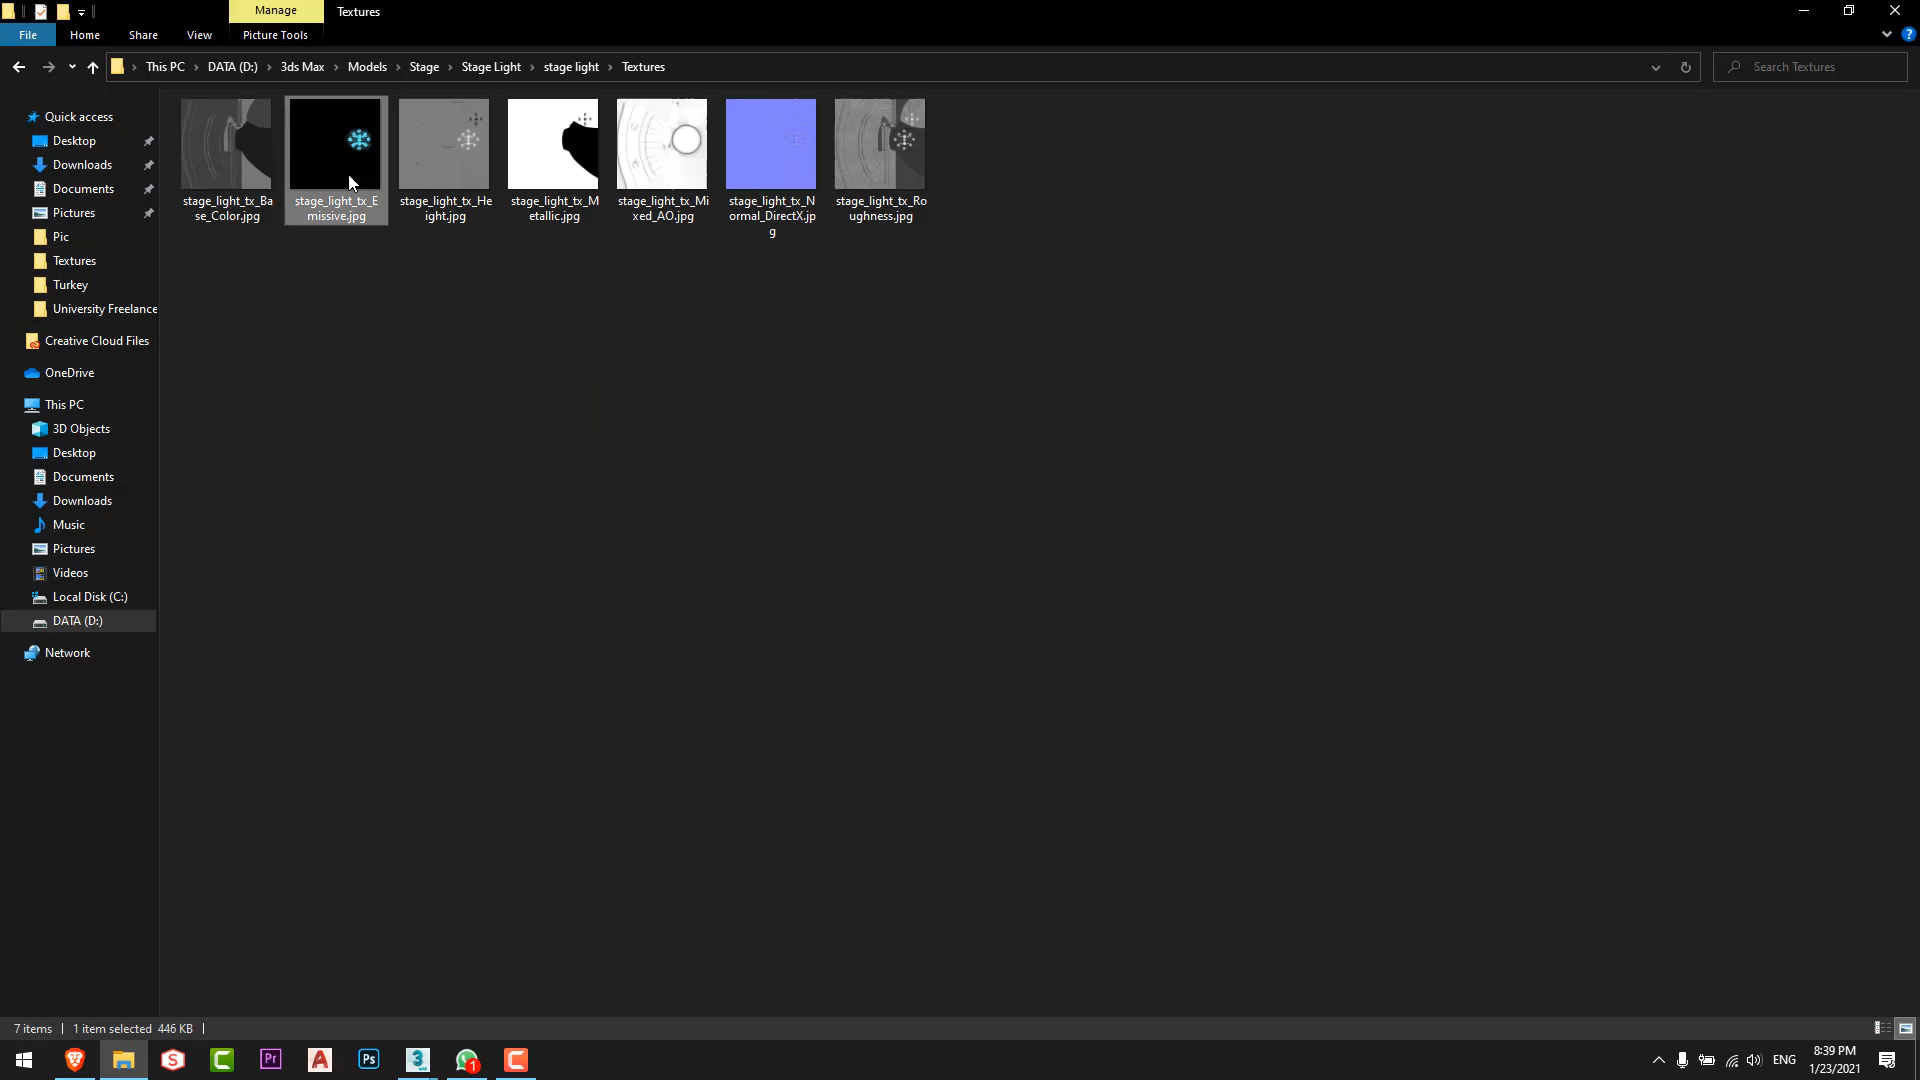 Manage
Textures
File
Home
Share
View
Picture Tools
?
This PC
DATA (D:)
3ds Max
Models
Stage
Stage Light
stage light
Textures
Search Textures
Quick access
Desktop
Downloads
Documents
Pictures
Pic
Textures
Turkey
University Freelance
Creative Cloud Files
OneDrive
This PC
3D Objects
Desktop
Documents
Downloads
Music
Pictures
Videos
Local Disk (C:)
DATA (D:)
Network
stage_light_tx_Ba
se_Color.jpg
stage_light_tx_E
missive.jpg
stage_light_tx_He
ight.jpg
stage_light_tx_M
etallic.jpg
stage_light_tx_Mi
xed_AO.jpg
stage_light_tx_N
ormal_DirectX.jp
g
stage_light_tx_Ro
ughness.jpg
7 items
1 item selected 446 KB
S
C
Pr
A
Ps
3
1
C
ENG
8:39 PM
1/23/2021